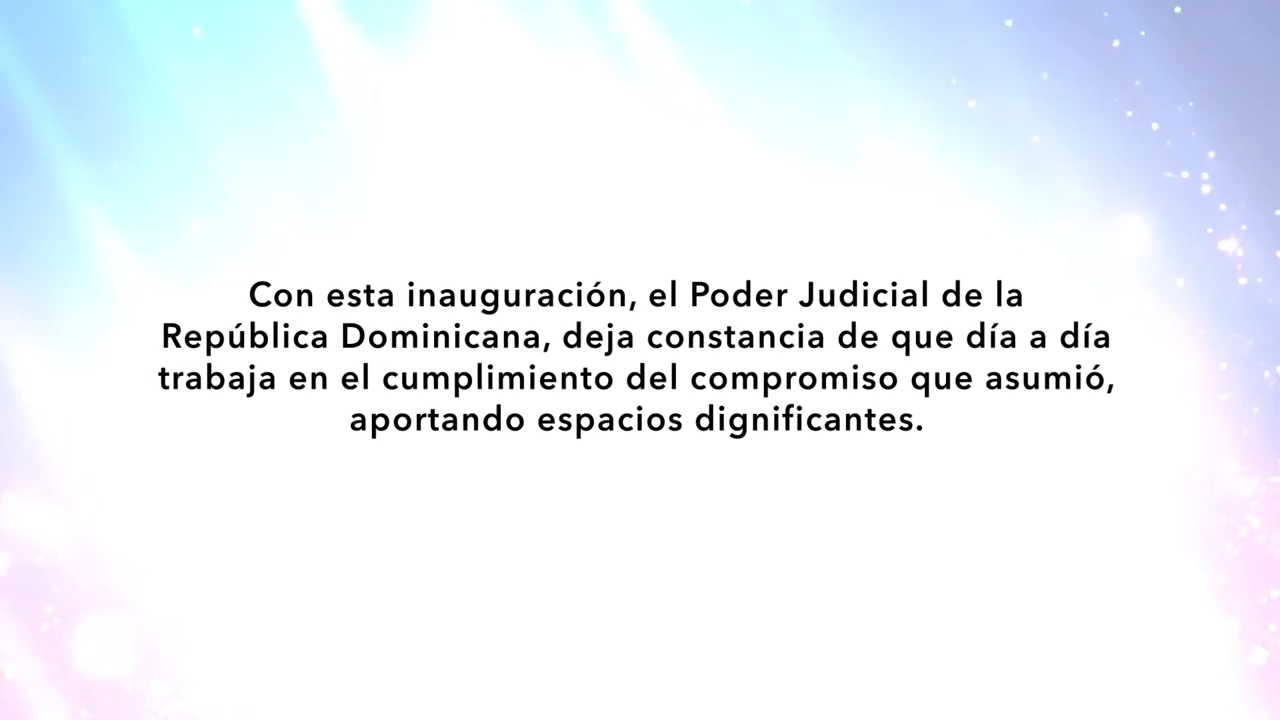 Con esta inauguración, el Poder Judicial de la
República Dominicana, deja constancia de que día a día
trabaja en el cumplimiento del compromiso que asumió,
aportando espacios dignificantes.